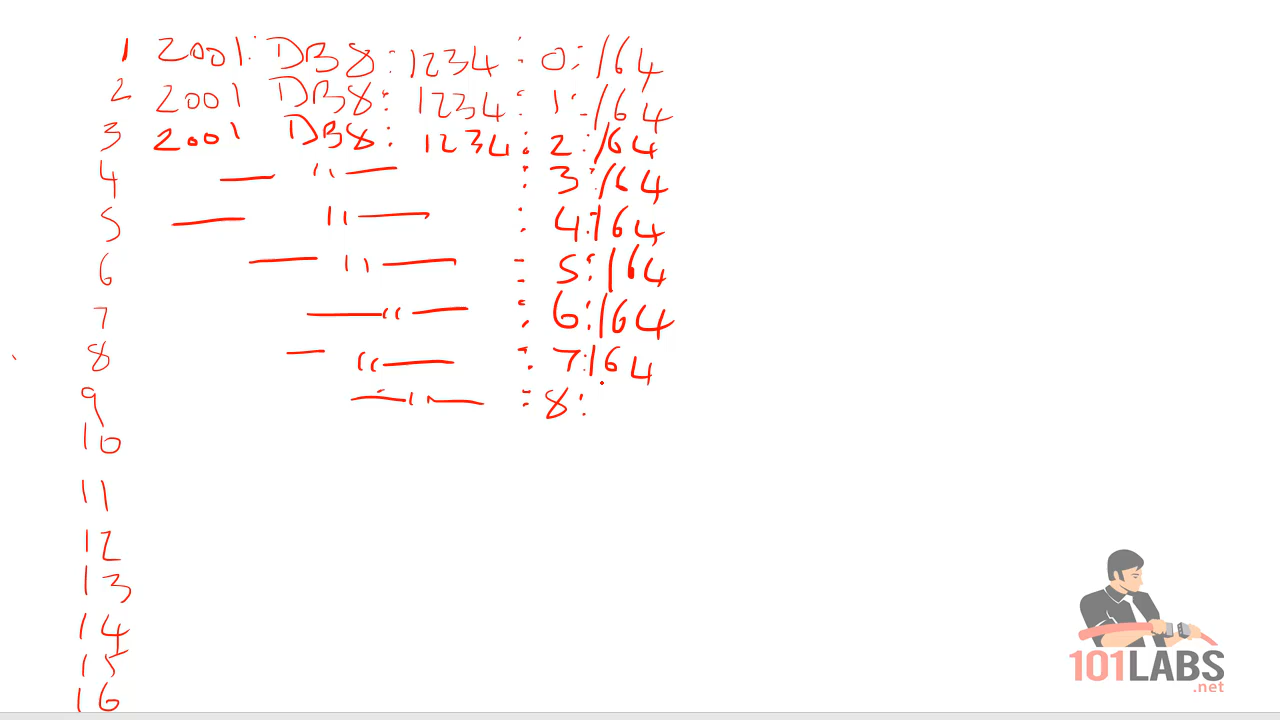 1 2001: DB8:1234:0:/64
2 2001 DB8: 1234:1:/64
3 2001 DB8: 1234:2:/64
4 — " — :3:/64
5 — " — :4:/64
6 — " — :5:/64
7 — " — :6:/64
8 — " — :7:/64
9 — " — :8:
10
11
12
13
14
15
16
101LABS
.net